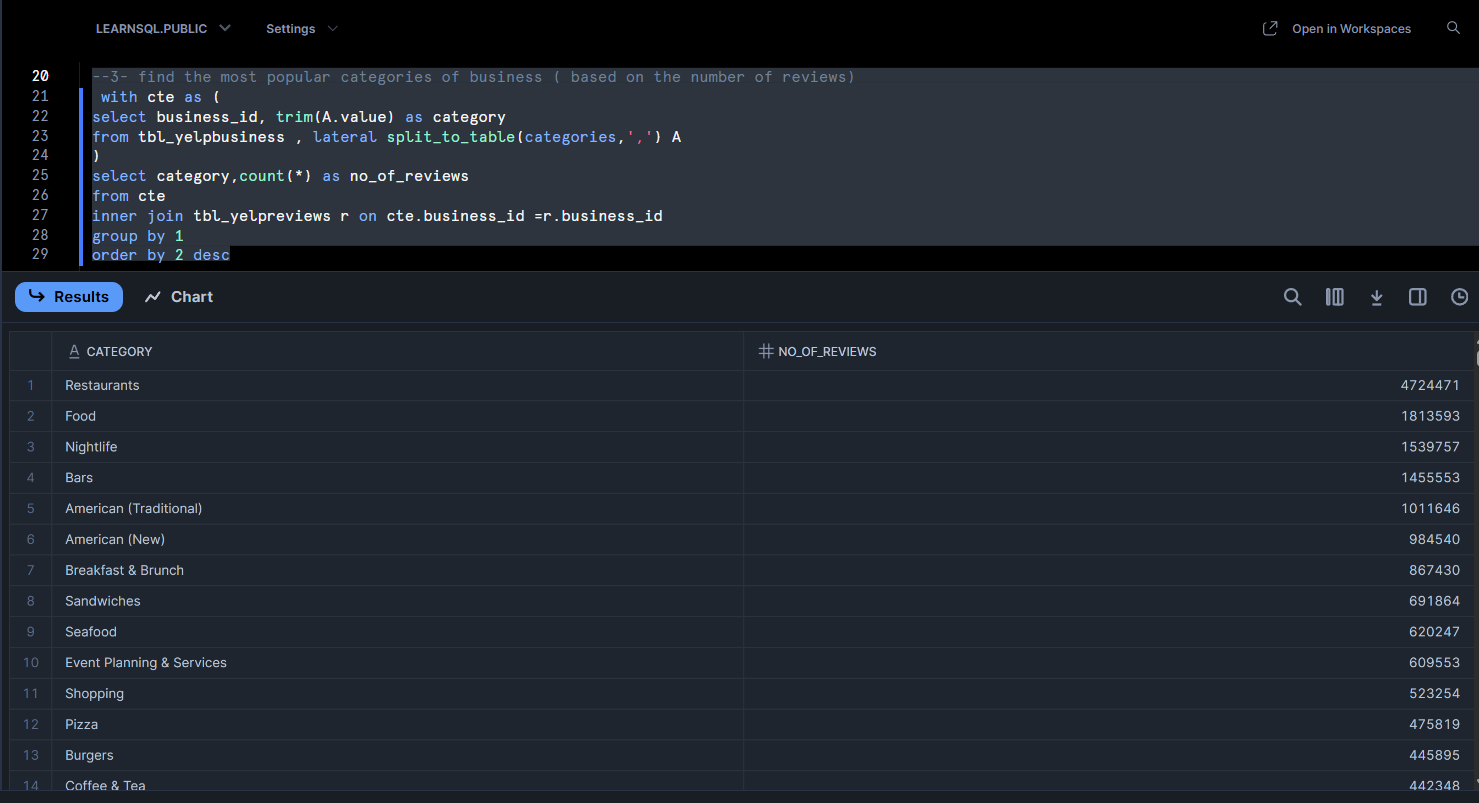 LEARNSQL.PUBLIC Settings Open in Workspaces
20 --3- find the most popular categories of business ( based on the number of reviews)
21 with cte as (
22 select business_id, trim(A.value) as category
23 from tbl_yelpbusiness , lateral split_to_table(categories,',') A
24 )
25 select category,count(*) as no_of_reviews
26 from cte
27 inner join tbl_yelpreviews r on cte.business_id =r.business_id
28 group by 1
29 order by 2 desc
Results Chart
A CATEGORY # NO_OF_REVIEWS
1 Restaurants 4724471
2 Food 1813593
3 Nightlife 1539757
4 Bars 1455553
5 American (Traditional) 1011646
6 American (New) 984540
7 Breakfast & Brunch 867430
8 Sandwiches 691864
9 Seafood 620247
10 Event Planning & Services 609553
11 Shopping 523254
12 Pizza 475819
13 Burgers 445895
14 Coffee & Tea 442348